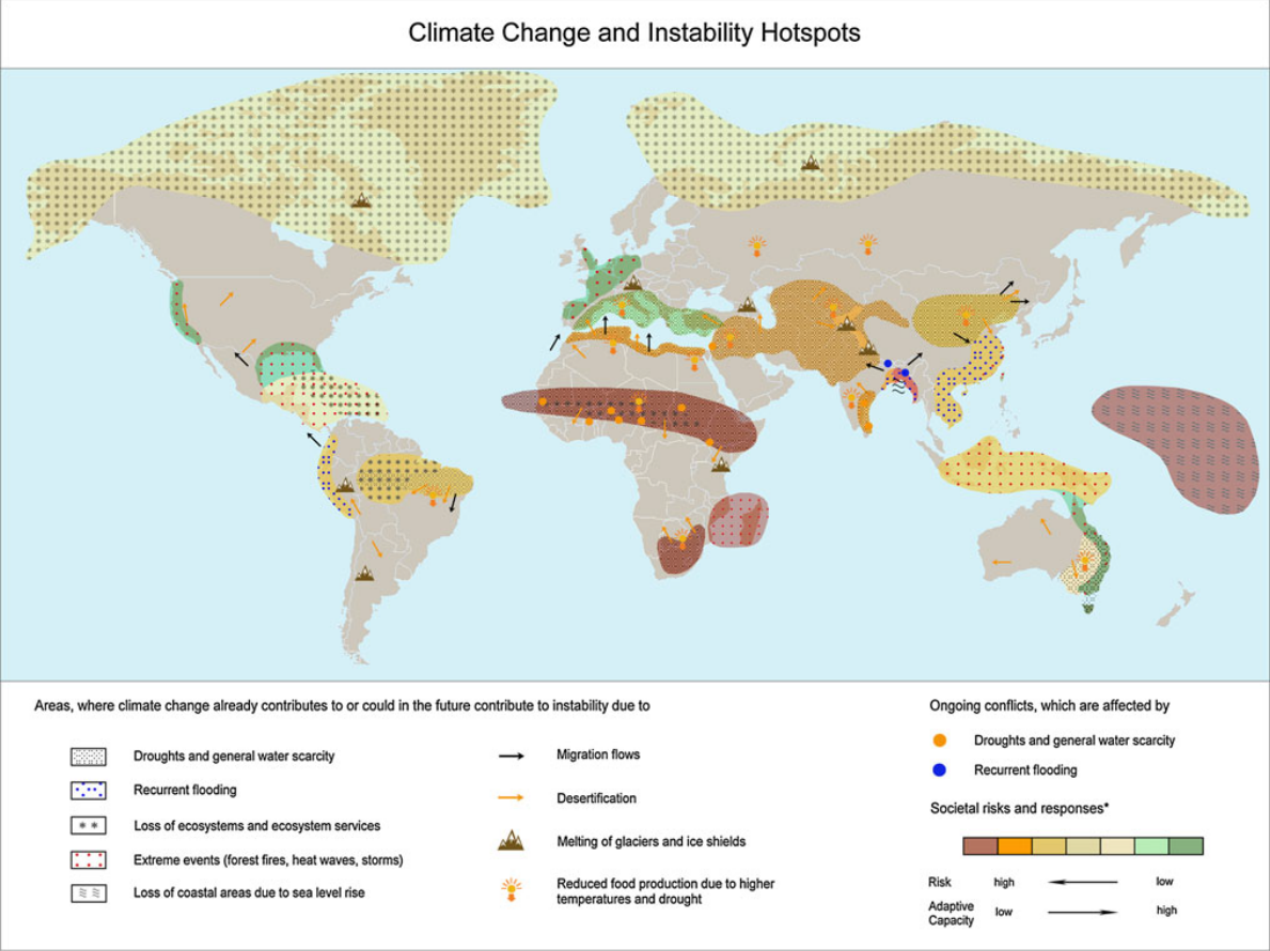 Climate Change and Instability Hotspots
Areas, where climate change already contributes to or could in the future contribute to instability due to
Droughts and general water scarcity
Recurrent flooding
Loss of ecosystems and ecosystem services
Extreme events (forest fires, heat waves, storms)
Loss of coastal areas due to sea level rise
Migration flows
Desertification
Melting of glaciers and ice shields
Reduced food production due to higher
temperatures and drought
Ongoing conflicts, which are affected by
Droughts and general water scarcity
Recurrent flooding
Societal risks and responses*
Risk high low
Adaptive
Capacity low high